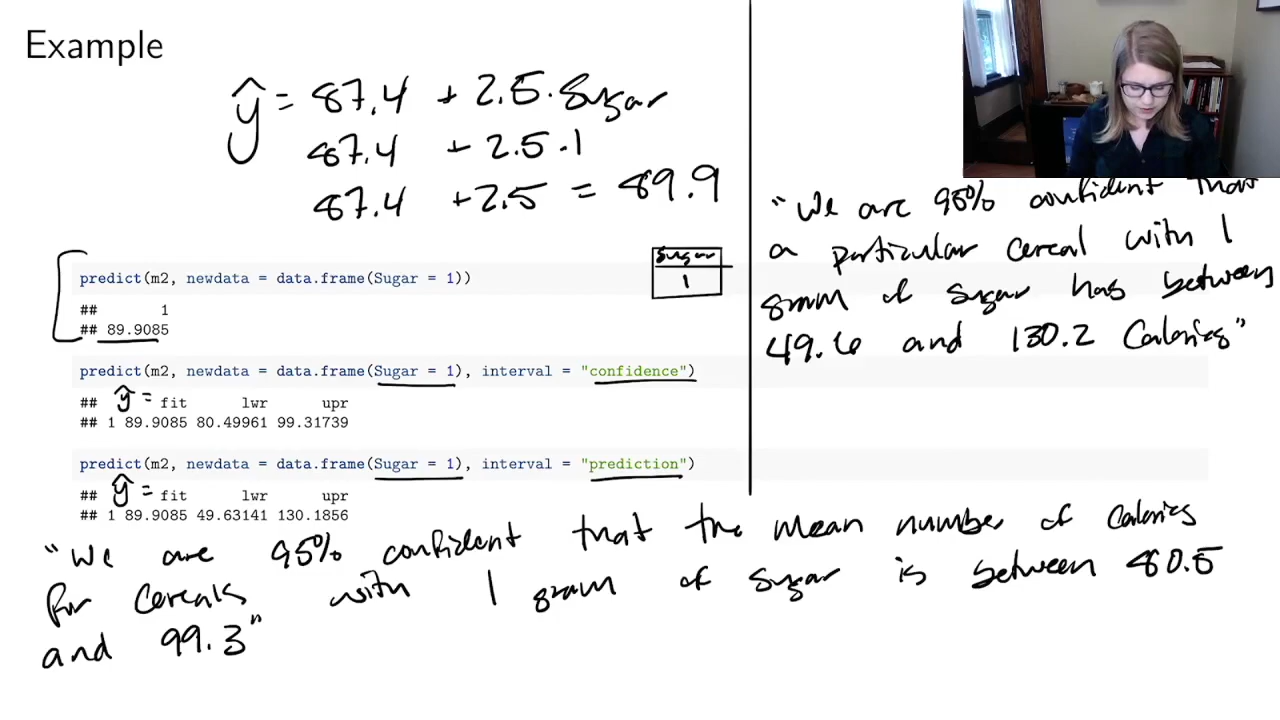 Example
ŷ = 87.4 + 2.5·Sugar
87.4 + 2.5·1
87.4 + 2.5 = 89.9
predict(m2, newdata = data.frame(Sugar = 1))
## 1
## 89.9085
Sugar
1
predict(m2, newdata = data.frame(Sugar = 1), interval = "confidence")
ŷ =
## fit lwr upr
## 1 89.9085 80.49961 99.31739
predict(m2, newdata = data.frame(Sugar = 1), interval = "prediction")
ŷ =
## fit lwr upr
## 1 89.9085 49.63141 130.1856
"We are 95% confident that the mean number of calories
for cereals with 1 gram of sugar is between 80.5
and 99.3"
"We are 95% confident that
a particular cereal with 1
gram of sugar has between
49.6 and 130.2 Calories"